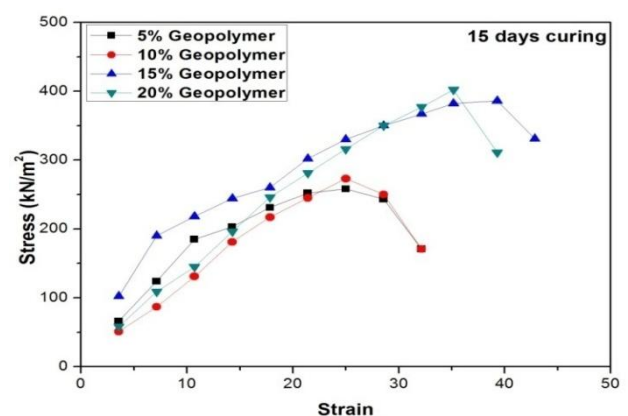 500
15 days curing
5% Geopolymer
10% Geopolymer
15% Geopolymer
20% Geopolymer
400
300
200
100
0
Stress (kN/m²)
0 10 20 30 40 50
Strain